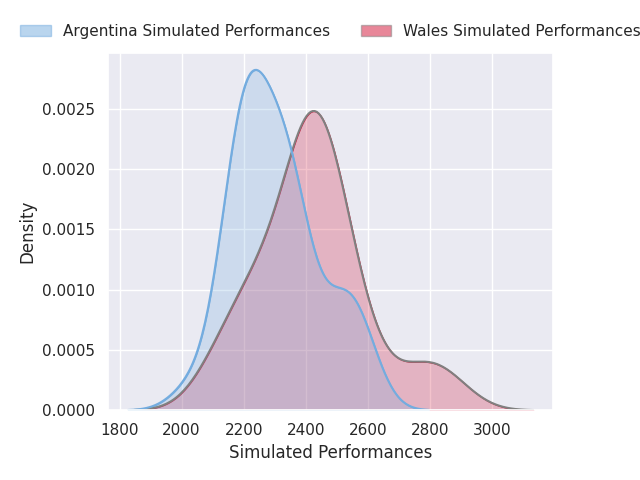 Argentina Simulated Performances
Wales Simulated Performances
Density
0.0025
0.0020
0.0015
0.0010
0.0005
0.0000
1800 2000 2200 2400 2600 2800 3000
Simulated Performances